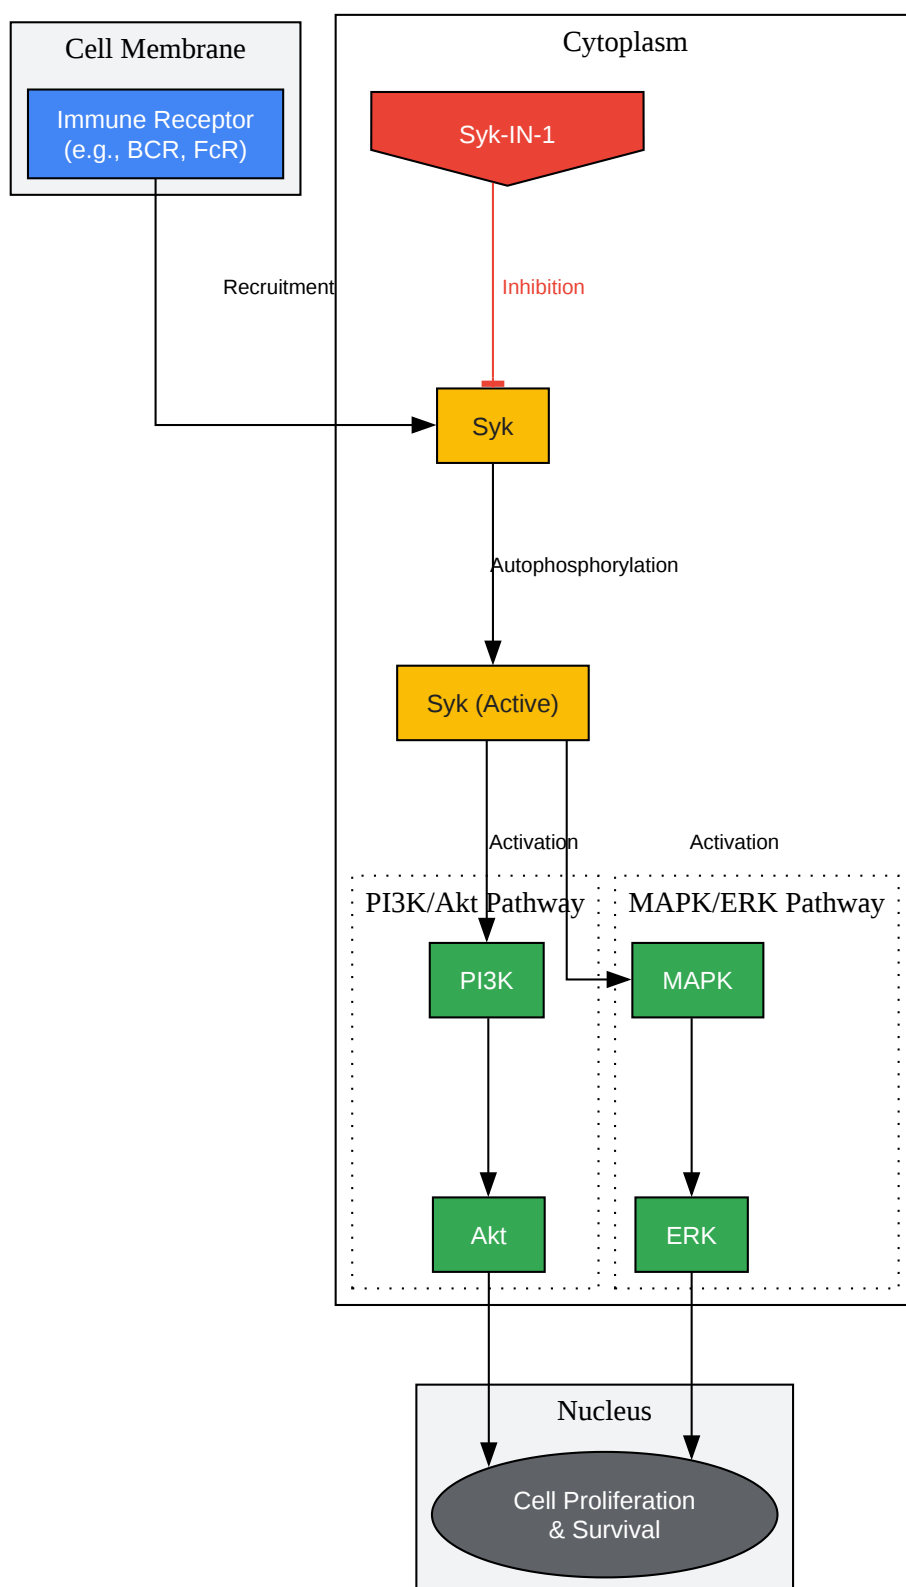 Cell Membrane
Immune Receptor
(e.g., BCR, FcR)
Cytoplasm
Syk-IN-1
Recruitment
Inhibition
Syk
Autophosphorylation
Syk (Active)
Activation
Activation
PI3K/Akt Pathway
MAPK/ERK Pathway
PI3K
MAPK
Akt
ERK
Nucleus
Cell Proliferation
& Survival